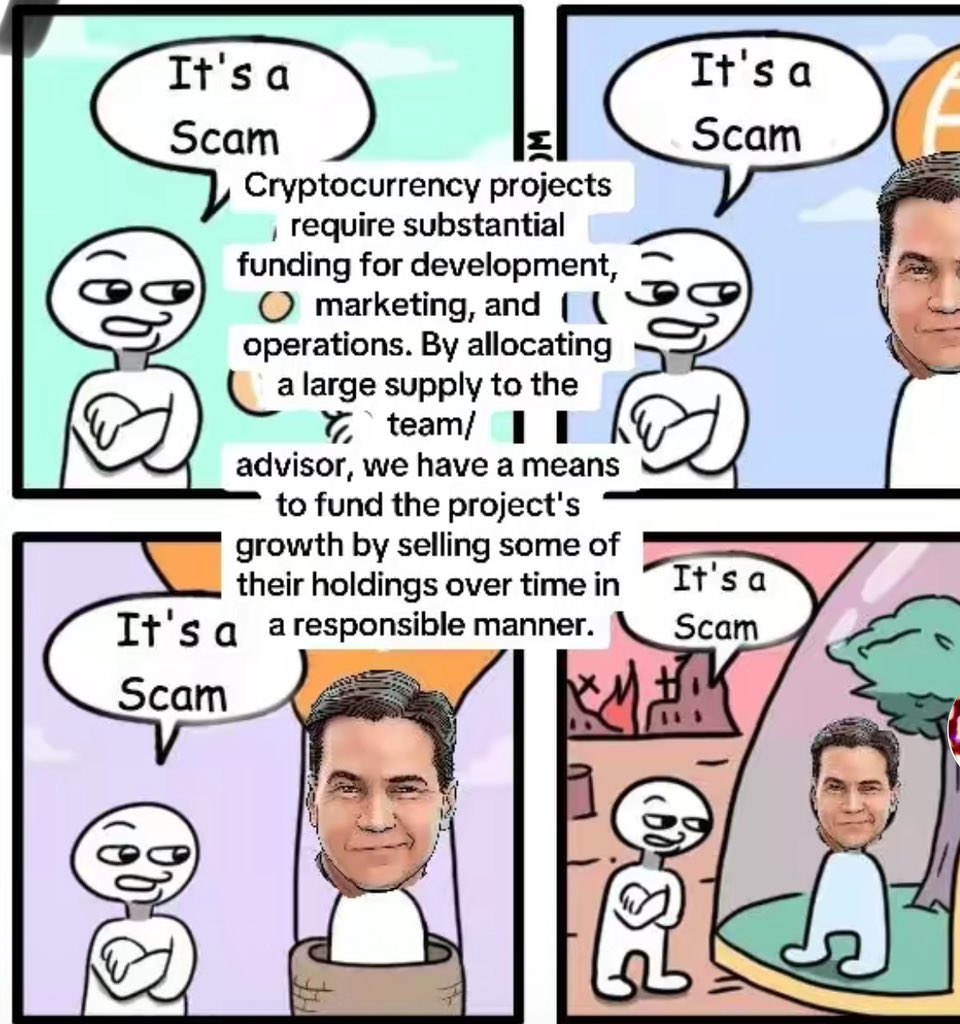 It's a
Scam
It's a
Scam
Cryptocurrency projects
require substantial
funding for development,
marketing, and
operations. By allocating
a large supply to the
team/
advisor, we have a means
to fund the project's
growth by selling some of
their holdings over time in
a responsible manner.
It's a
Scam
It's a
Scam